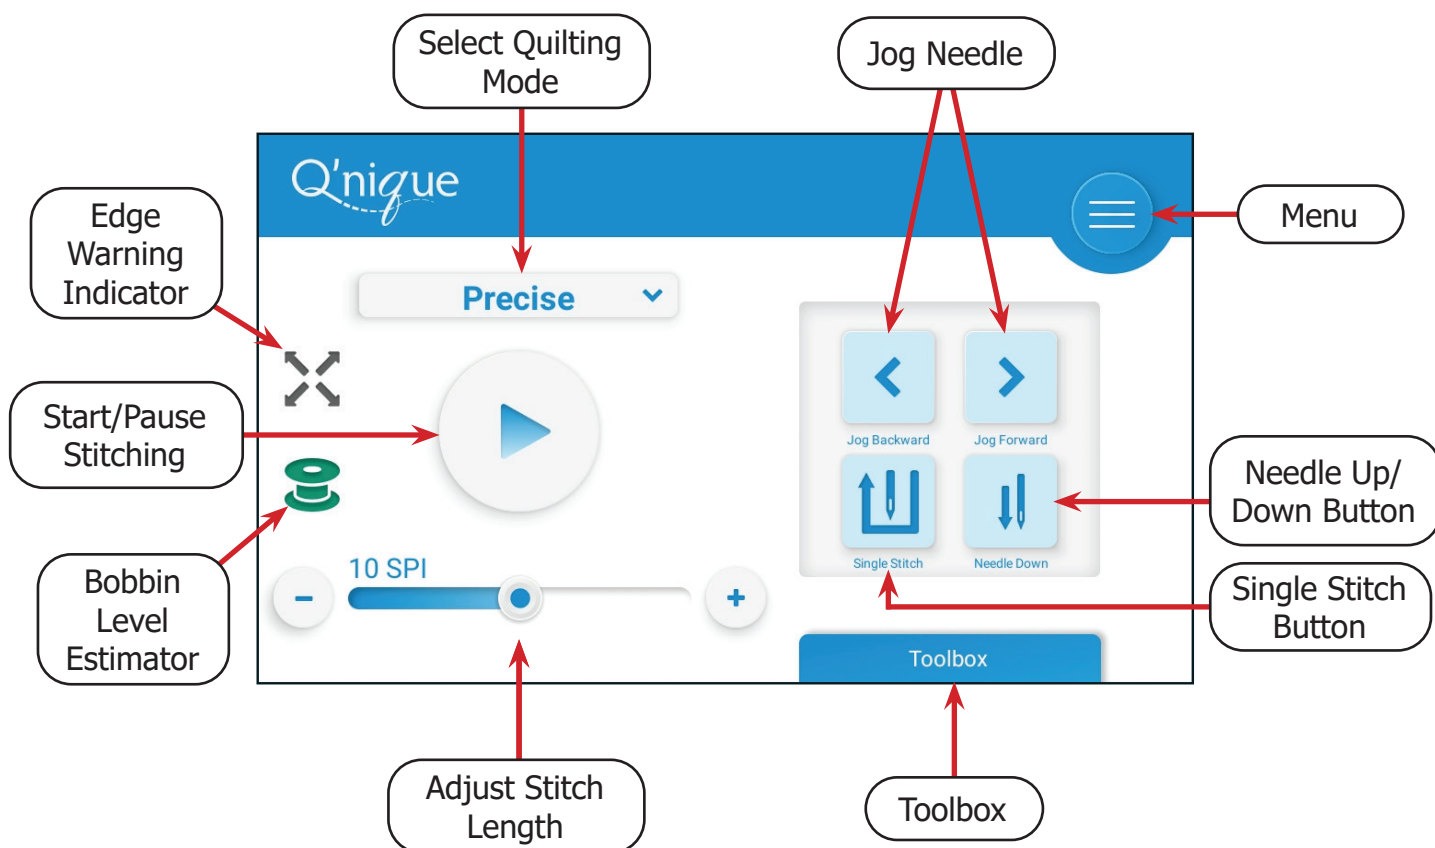 Select Quilting
Mode
Jog Needle
Q'nique
Edge
Warning
Indicator
Menu
Precise
Start/Pause
Stitching
Jog Backward
Jog Forward
Needle Up/
Down Button
Bobbin
Level
Estimator
10 SPI
-
+
Single Stitch
Needle Down
Single Stitch
Button
Toolbox
Adjust Stitch
Length
Toolbox